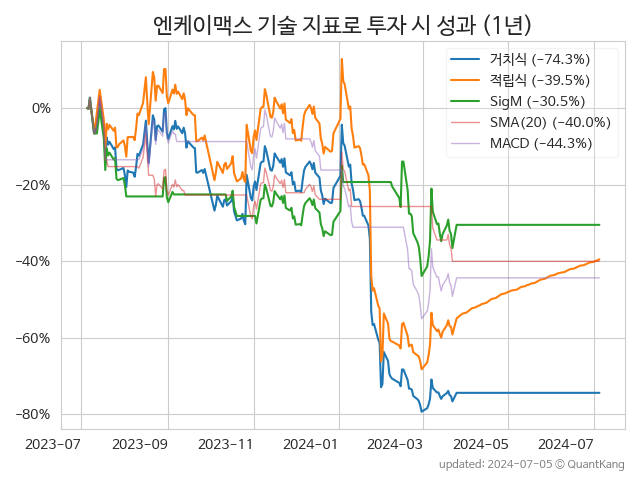 엔케이맥스 기술 지표로 투자 시 성과 (1년)
거치식 (−74.3%)
적립식 (−39.5%)
SigM (−30.5%)
SMA(20) (−40.0%)
MACD (−44.3%)
0%
−20%
−40%
−60%
−80%
2023-07 2023-09 2023-11 2024-01 2024-03 2024-05 2024-07
updated: 2024-07-05 © QuantKang